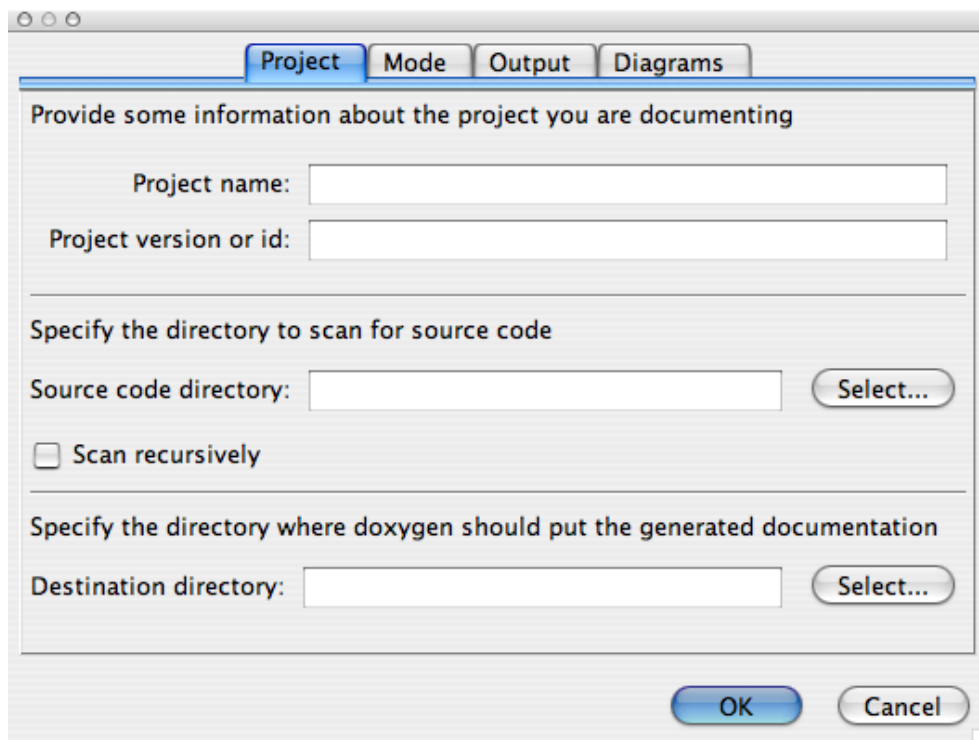 Project Mode Output Diagrams
Provide some information about the project you are documenting
Project name:
Project version or id:
Specify the directory to scan for source code
Source code directory: Select...
Scan recursively
Specify the directory where doxygen should put the generated documentation
Destination directory: Select...
OK Cancel